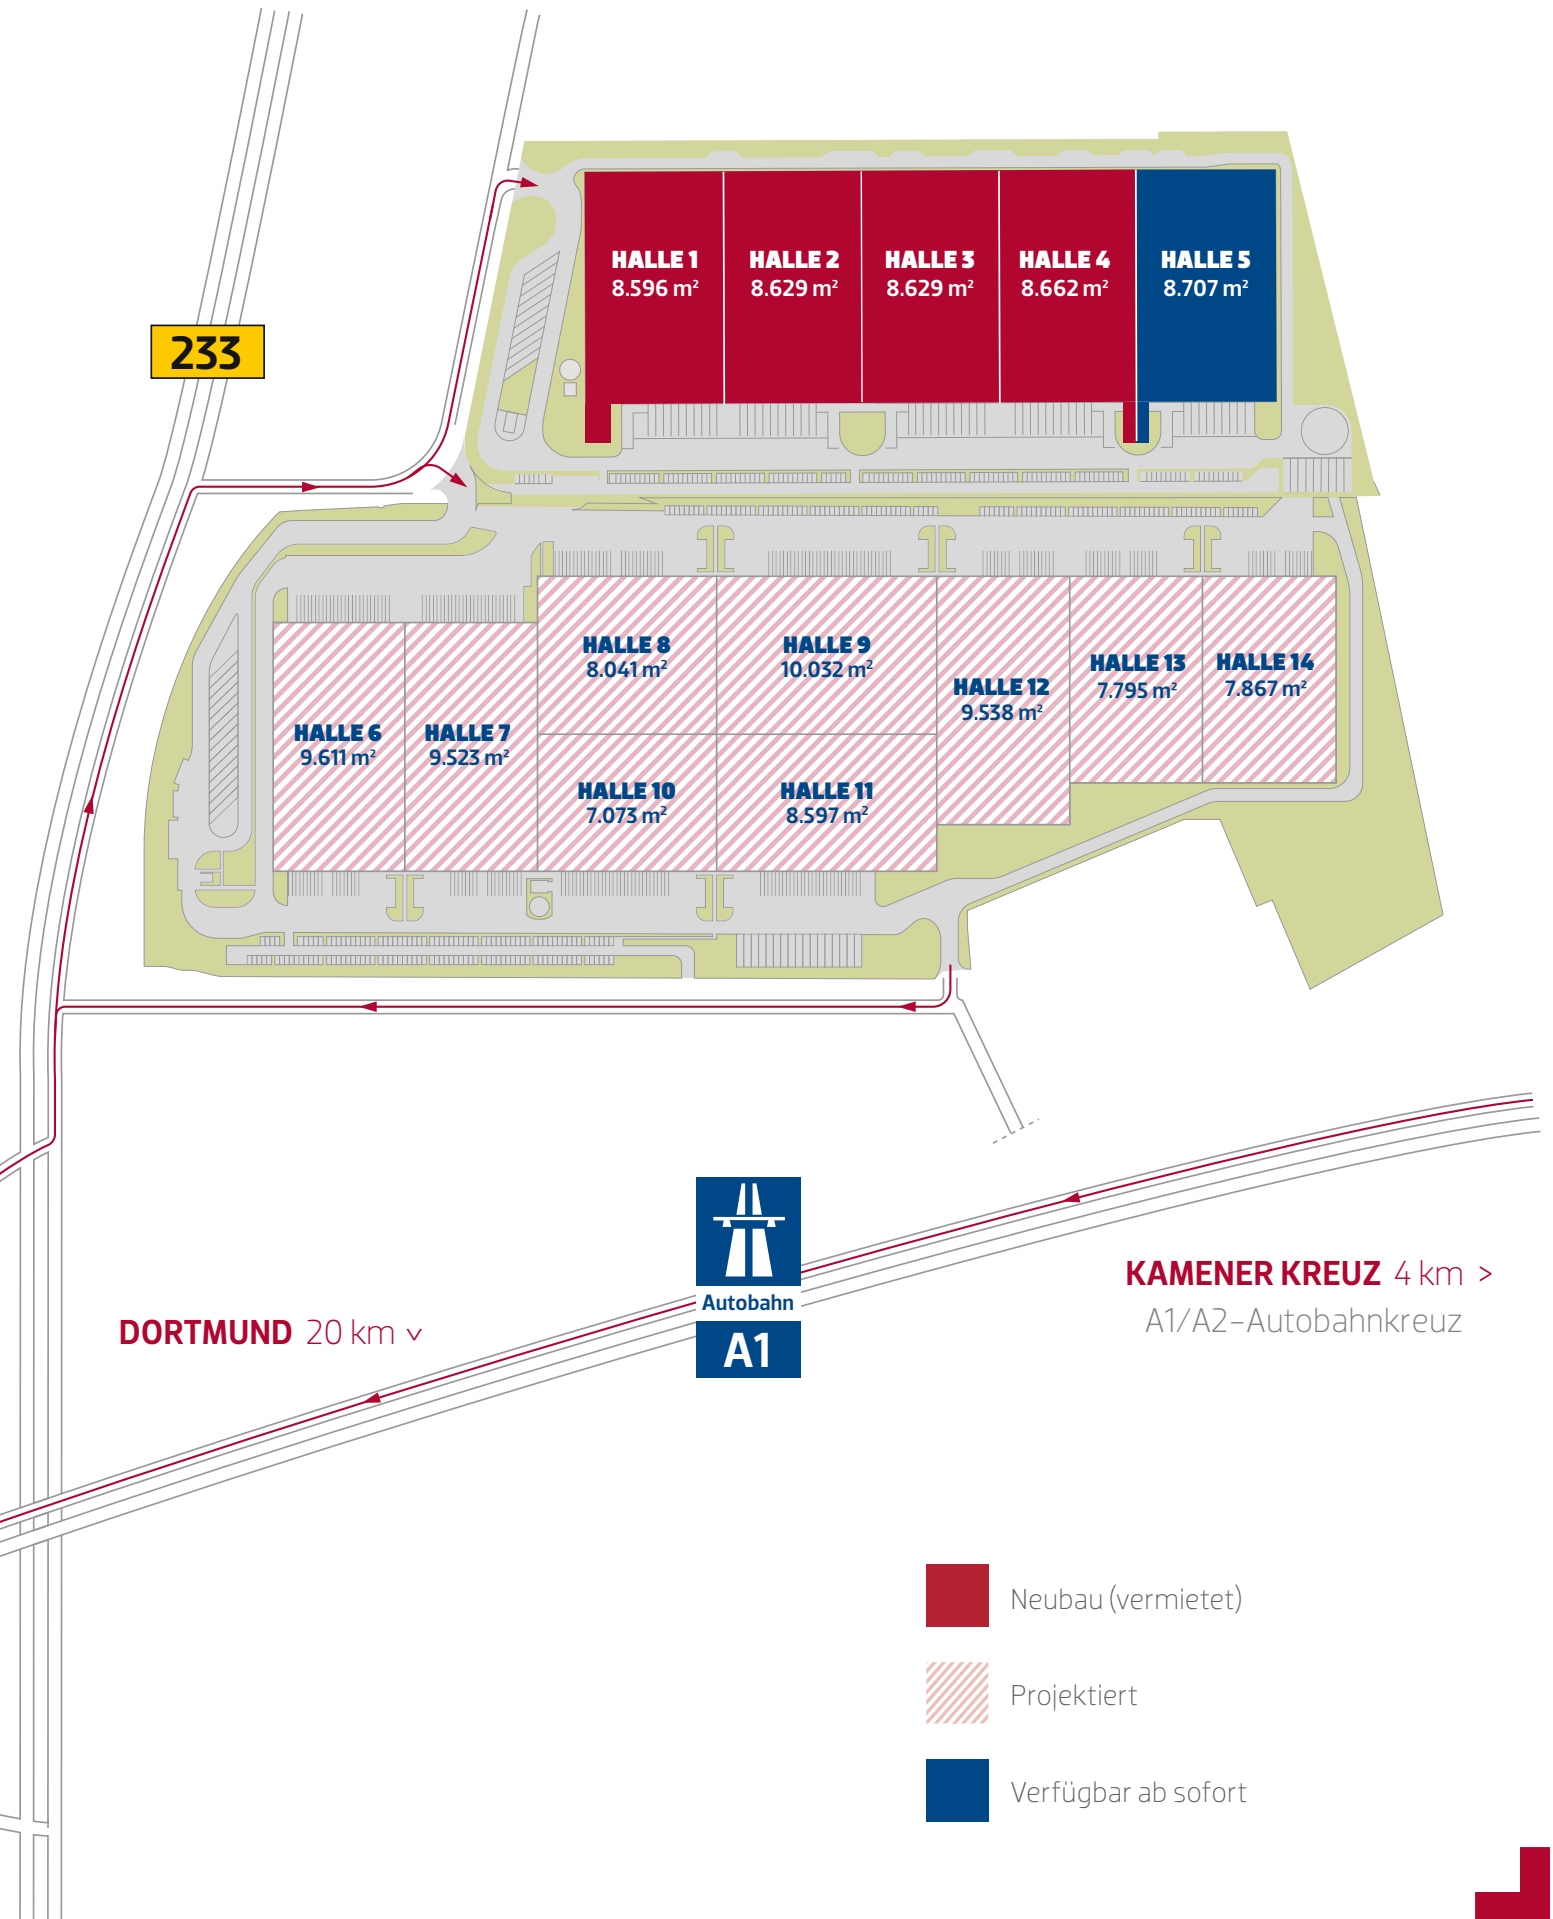 HALLE 1
8.596 m²
HALLE 2
8.629 m²
HALLE 3
8.629 m²
HALLE 4
8.662 m²
HALLE 5
8.707 m²
233
HALLE 6
9.611 m²
HALLE 7
9.523 m²
HALLE 8
8.041 m²
HALLE 9
10.032 m²
HALLE 10
7.073 m²
HALLE 11
8.597 m²
HALLE 12
9.538 m²
HALLE 13
7.795 m²
HALLE 14
7.867 m²
Autobahn
A1
KAMENER KREUZ 4 km >
A1/A2-Autobahnkreuz
DORTMUND 20 km
Neubau (vermietet)
Projektiert
Verfügbar ab sofort